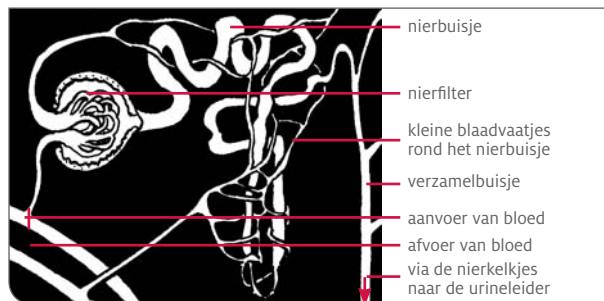 nierbuisje
nierfilter
kleine blaadvaatjes
rond het nierbuisje
verzamelbuisje
aanvoer van bloed
afvoer van bloed
via de nierkelkjes
naar de urineleider